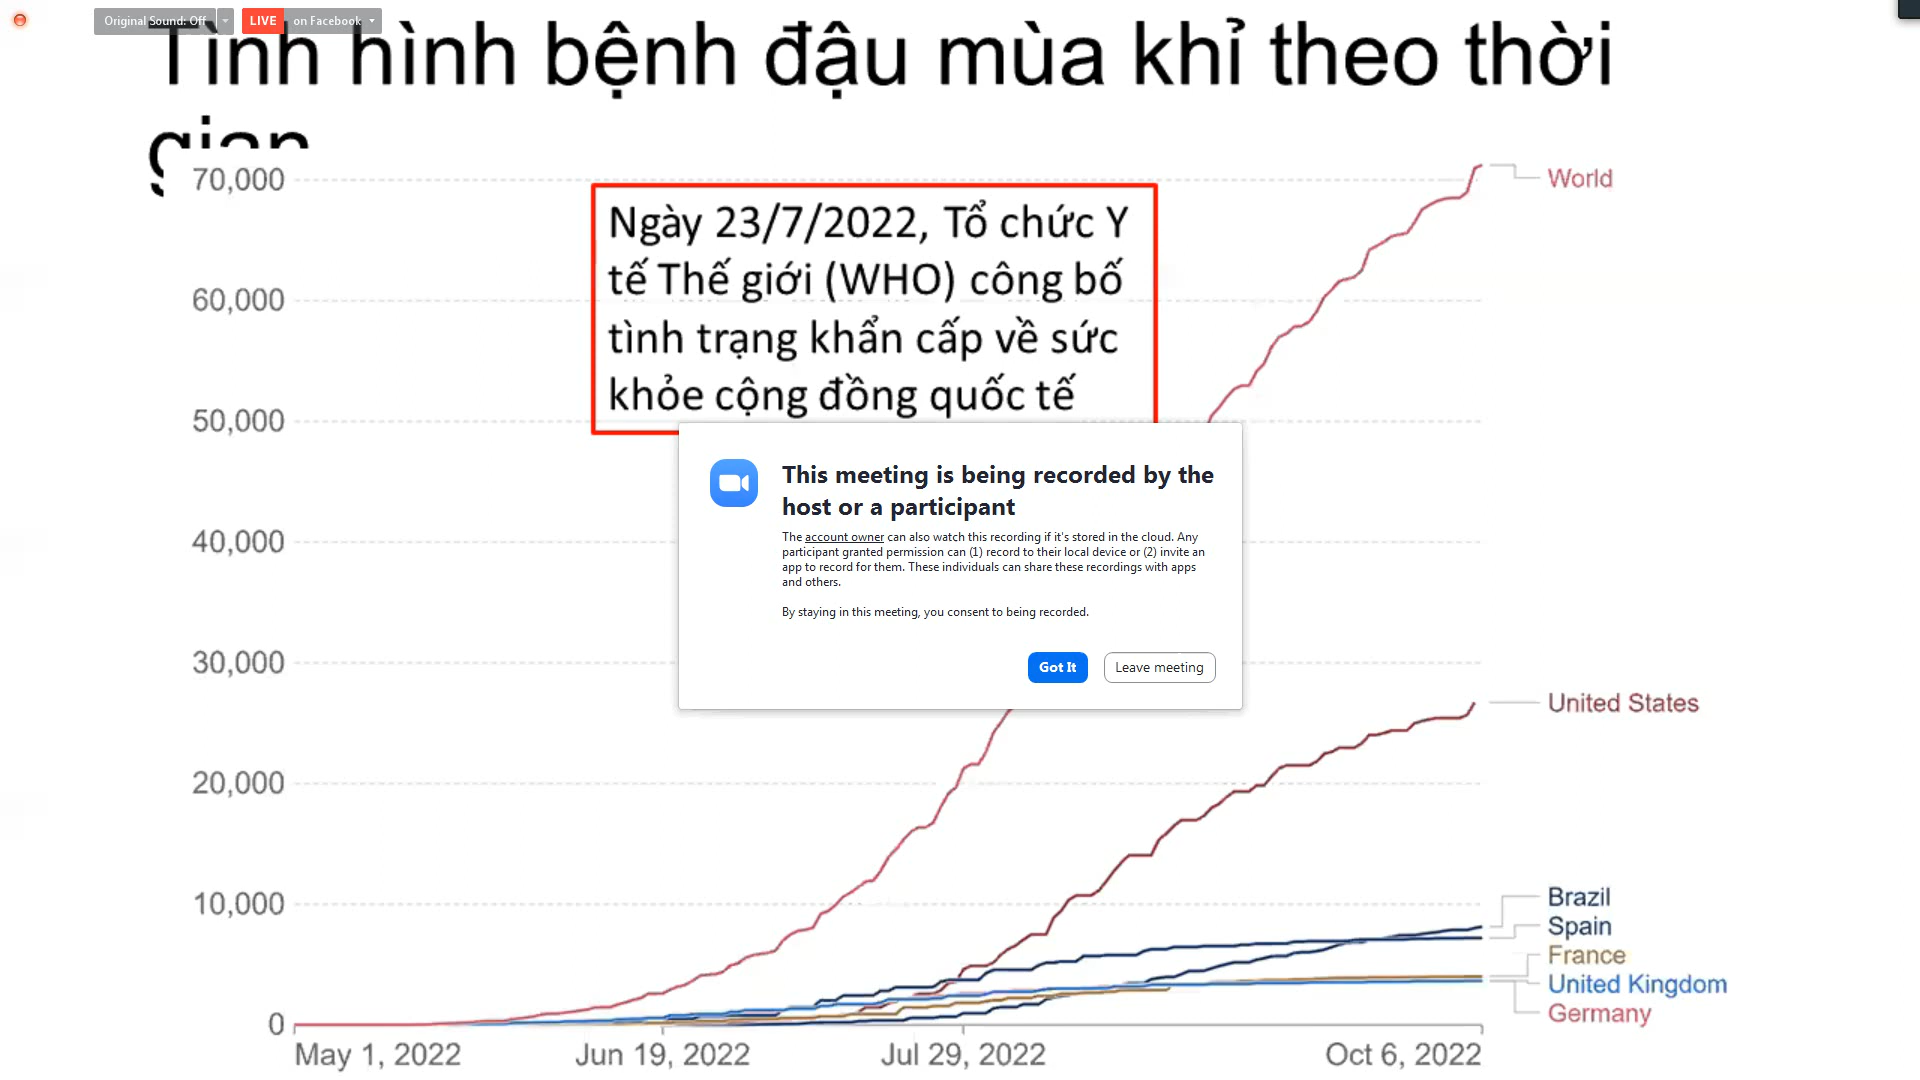 Original Sound: Off
LIVE on Facebook
Tình hình bệnh đậu mùa khỉ theo thời
gian
70,000
60,000
50,000
40,000
30,000
20,000
10,000
0
Ngày 23/7/2022, Tổ chức Y
tế Thế giới (WHO) công bố
tình trạng khẩn cấp về sức
khỏe cộng đồng quốc tế
This meeting is being recorded by the
host or a participant
The account owner can also watch this recording if it's stored in the cloud. Any
participant granted permission can (1) record to their local device or (2) invite an
app to record for them. These individuals can share these recordings with apps
and others.
By staying in this meeting, you consent to being recorded.
Got It
Leave meeting
World
United States
Brazil
Spain
France
United Kingdom
Germany
May 1, 2022
Jun 19, 2022
Jul 29, 2022
Oct 6, 2022